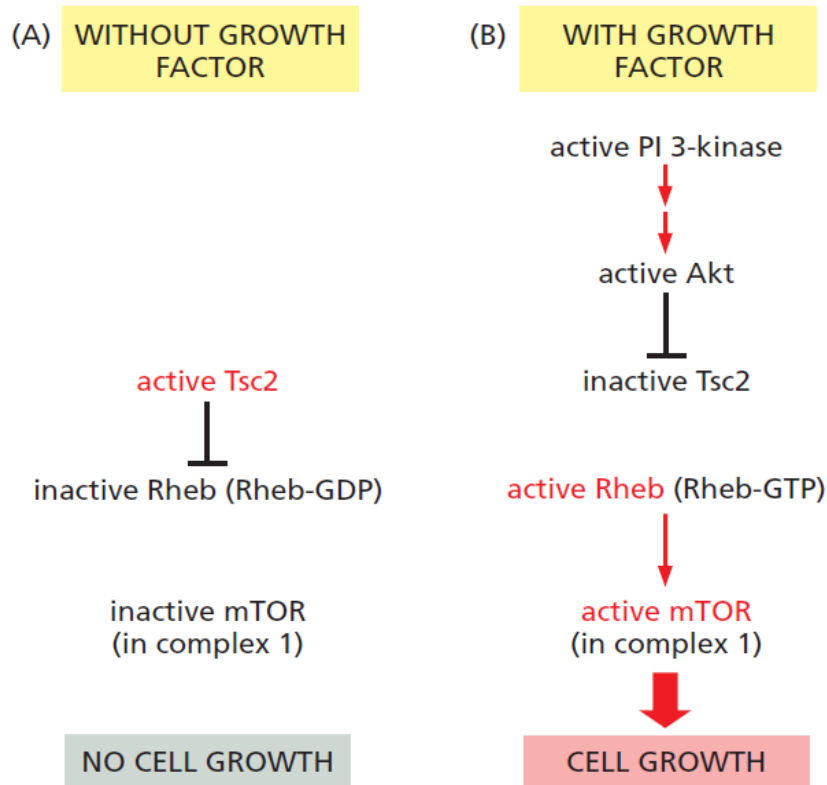 (A) WITHOUT GROWTH
FACTOR
active Tsc2
inactive Rheb (Rheb-GDP)
inactive mTOR
(in complex 1)
NO CELL GROWTH
(B) WITH GROWTH
FACTOR
active PI 3-kinase
active Akt
inactive Tsc2
active Rheb (Rheb-GTP)
active mTOR
(in complex 1)
CELL GROWTH